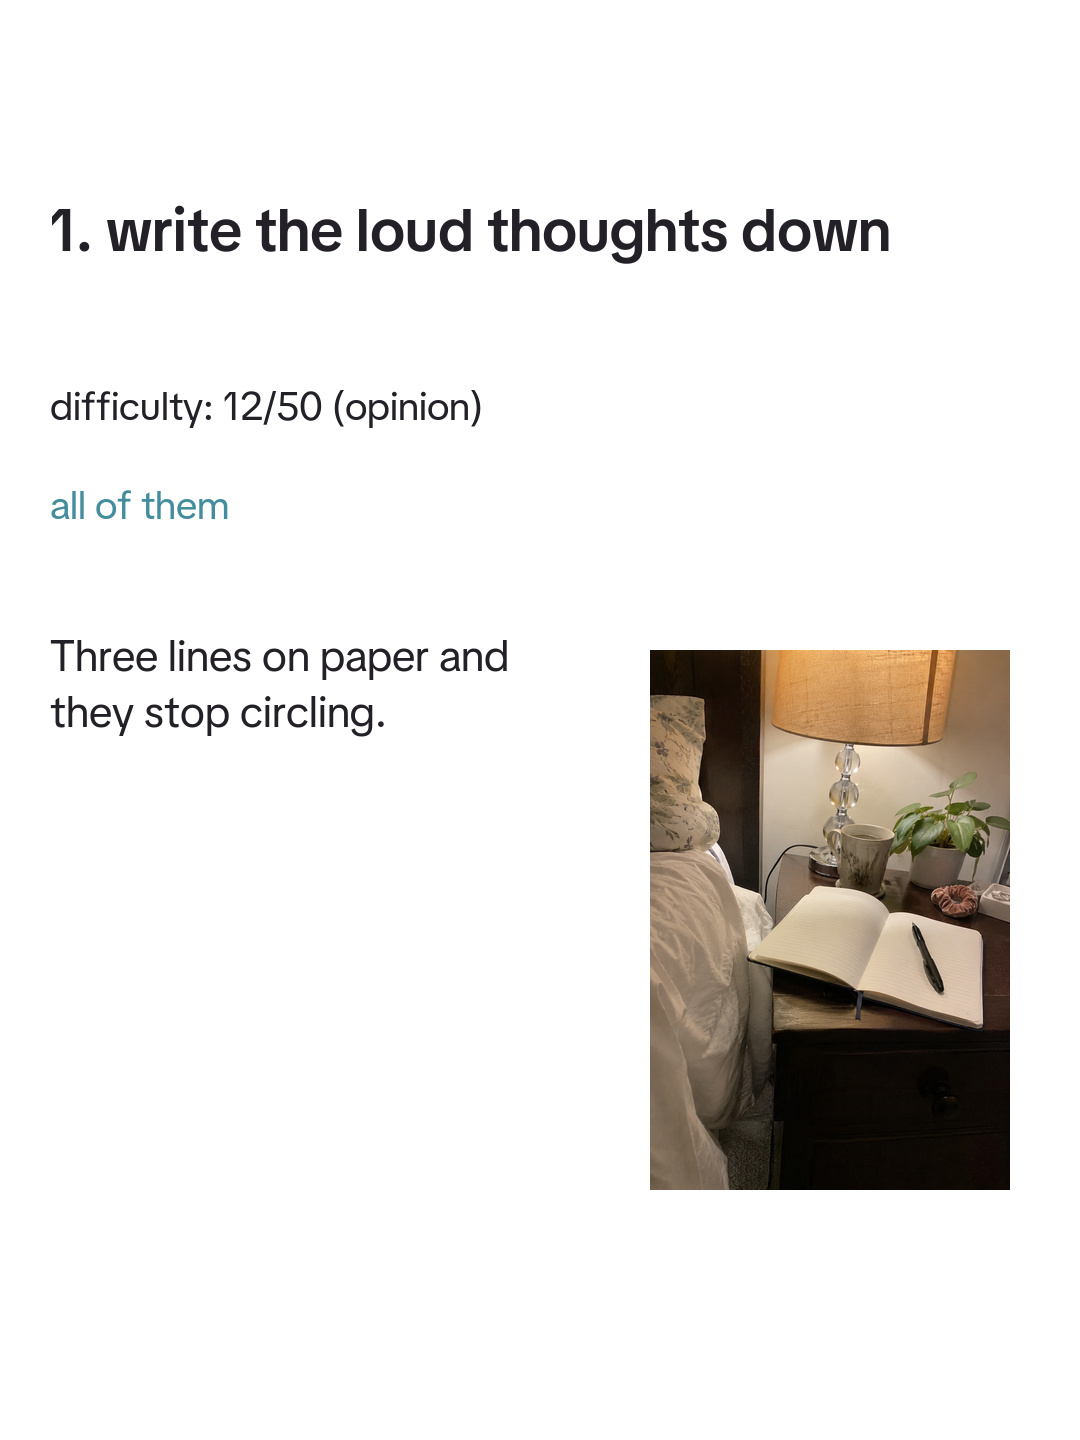 1. write the loud thoughts down
difficulty: 12/50 (opinion)
all of them
Three lines on paper and
they stop circling.